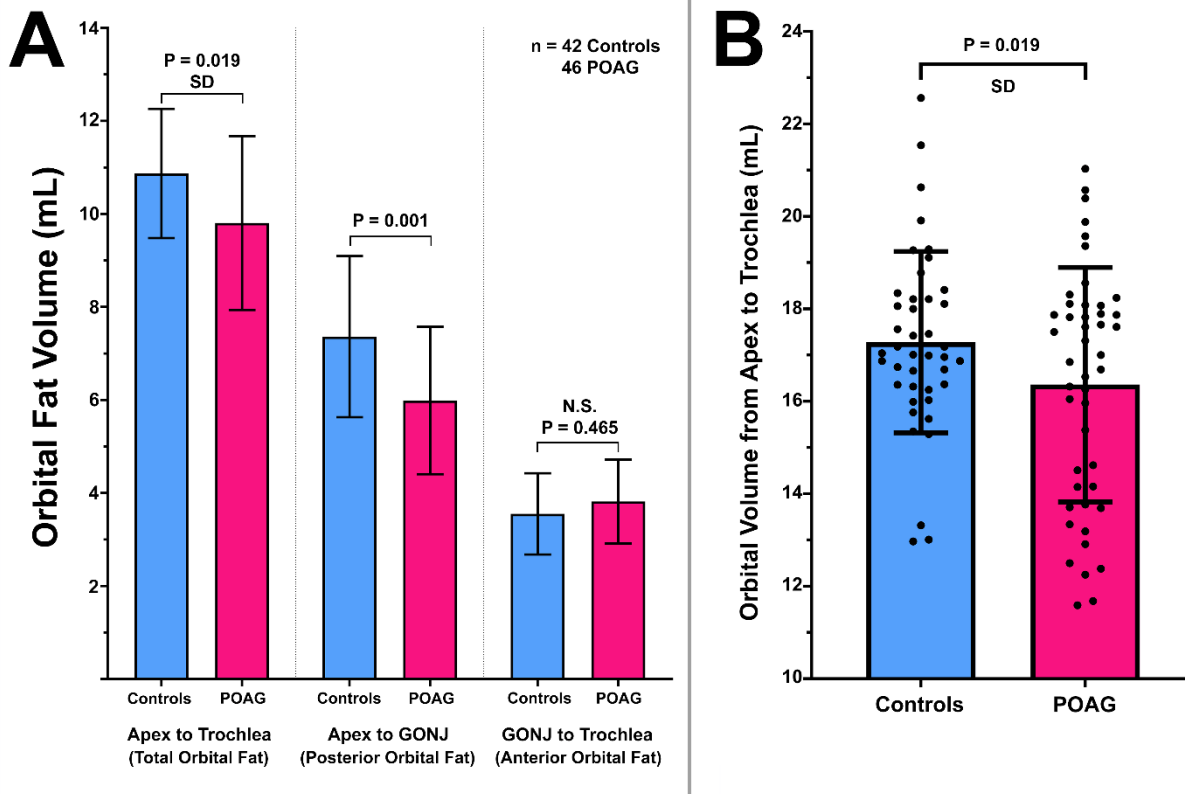 A
Orbital Fat Volume (mL)
14
12
10
8
6
4
2
n = 42 Controls
46 POAG
P = 0.019
SD
P = 0.001
N.S.
P = 0.465
Controls
POAG
Controls
POAG
Controls
POAG
Apex to Trochlea
(Total Orbital Fat)
Apex to GONJ
(Posterior Orbital Fat)
GONJ to Trochlea
(Anterior Orbital Fat)
B
Orbital Volume from Apex to Trochlea (mL)
24
22
20
18
16
14
12
10
P = 0.019
SD
Controls
POAG